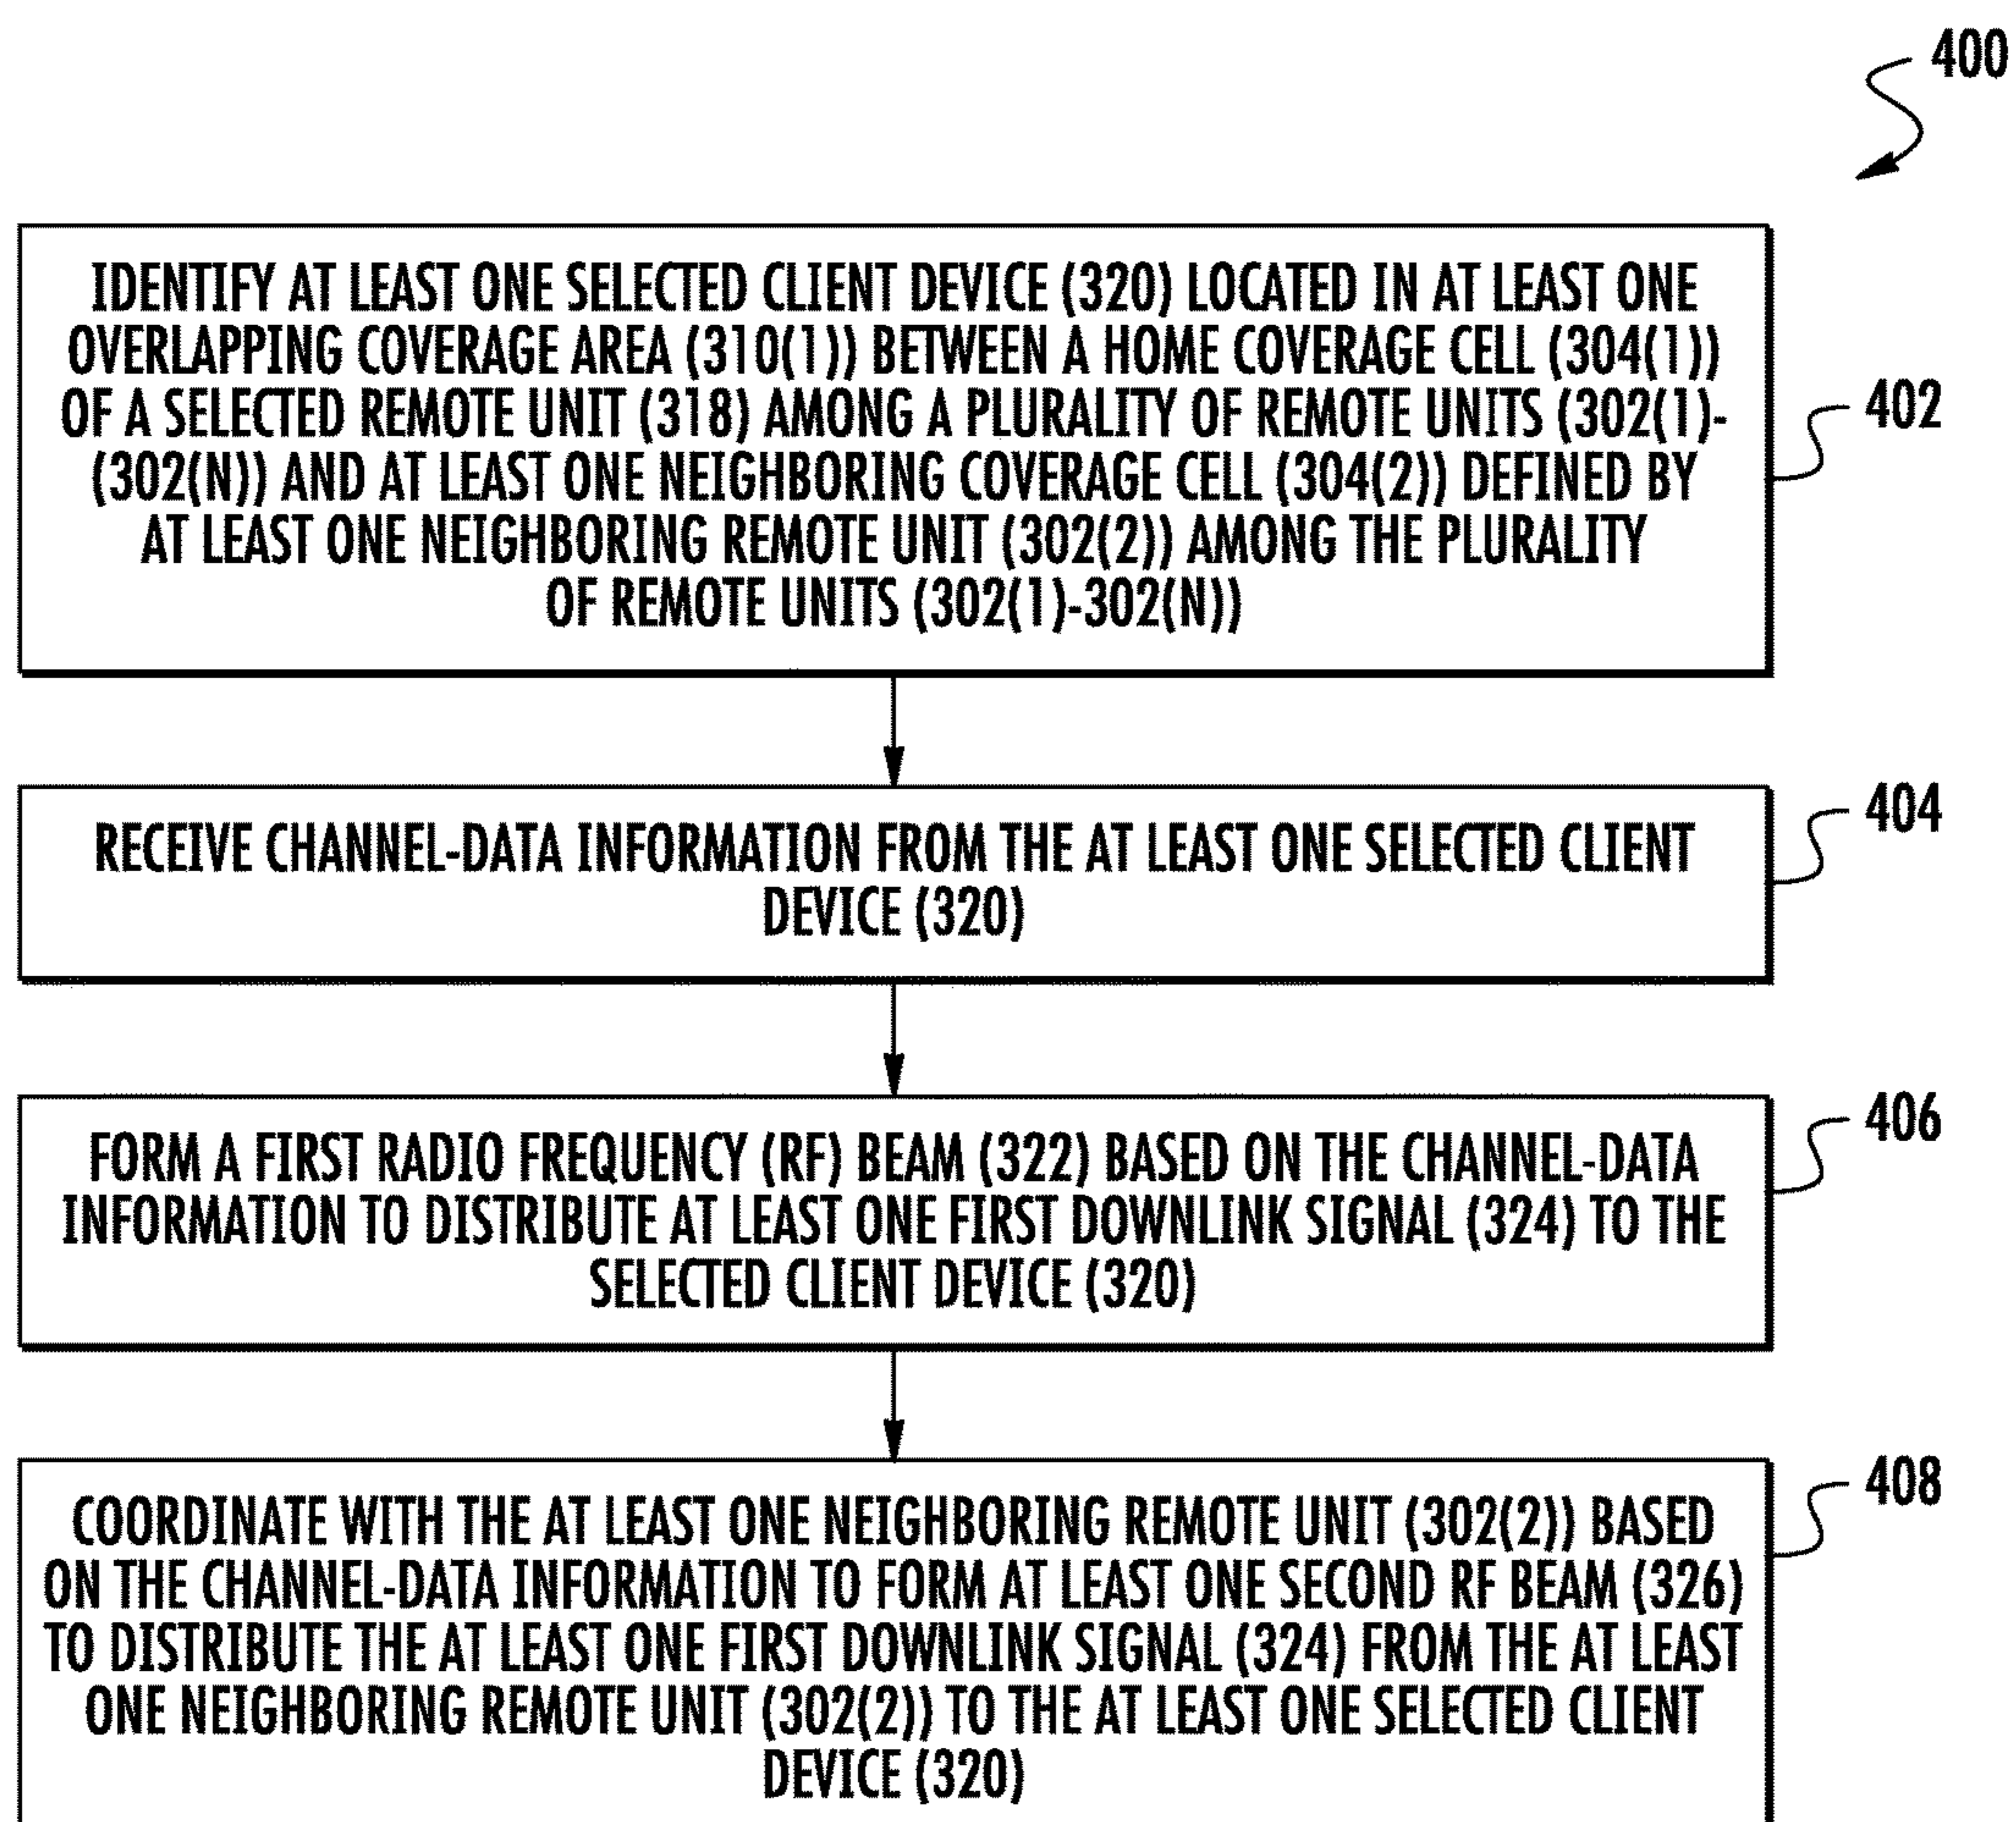 400
IDENTIFY AT LEAST ONE SELECTED CLIENT DEVICE (320) LOCATED IN AT LEAST ONE
OVERLAPPING COVERAGE AREA (310(1)) BETWEEN A HOME COVERAGE CELL (304(1))
OF A SELECTED REMOTE UNIT (318) AMONG A PLURALITY OF REMOTE UNITS (302(1)-
(302(N)) AND AT LEAST ONE NEIGHBORING COVERAGE CELL (304(2)) DEFINED BY
AT LEAST ONE NEIGHBORING REMOTE UNIT (302(2)) AMONG THE PLURALITY
OF REMOTE UNITS (302(1)-302(N))
402
RECEIVE CHANNEL-DATA INFORMATION FROM THE AT LEAST ONE SELECTED CLIENT
DEVICE (320)
404
FORM A FIRST RADIO FREQUENCY (RF) BEAM (322) BASED ON THE CHANNEL-DATA
INFORMATION TO DISTRIBUTE AT LEAST ONE FIRST DOWNLINK SIGNAL (324) TO THE
SELECTED CLIENT DEVICE (320)
406
COORDINATE WITH THE AT LEAST ONE NEIGHBORING REMOTE UNIT (302(2)) BASED
ON THE CHANNEL-DATA INFORMATION TO FORM AT LEAST ONE SECOND RF BEAM (326)
TO DISTRIBUTE THE AT LEAST ONE FIRST DOWNLINK SIGNAL (324) FROM THE AT LEAST
ONE NEIGHBORING REMOTE UNIT (302(2)) TO THE AT LEAST ONE SELECTED CLIENT
DEVICE (320)
408